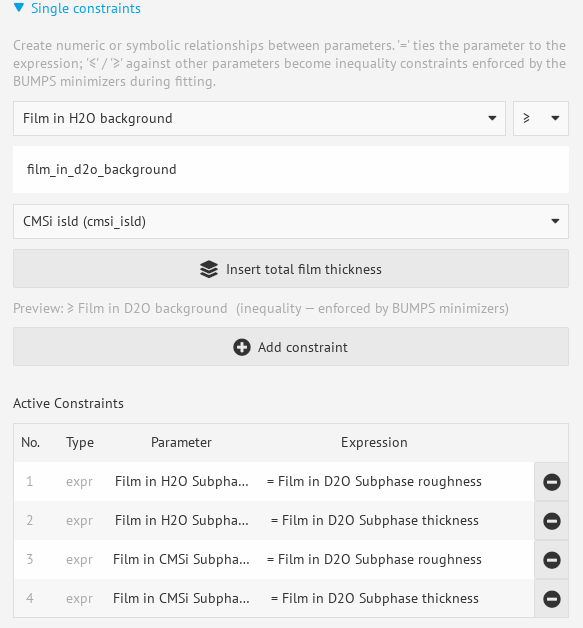 Single constraints
Create numeric or symbolic relationships between parameters. '=' ties the parameter to the
expression; '≤' / '≥' against other parameters become inequality constraints enforced by the
BUMPS minimizers during fitting.
Film in H2O background ≥
film_in_d2o_background
CMSi isld (cmsi_isld)
Insert total film thickness
Preview: ≥ Film in D2O background (inequality — enforced by BUMPS minimizers)
Add constraint
Active Constraints
No. Type Parameter Expression
1 expr Film in H2O Subpha... = Film in D2O Subphase roughness
2 expr Film in H2O Subpha... = Film in D2O Subphase thickness
3 expr Film in CMSi Subpha... = Film in D2O Subphase roughness
4 expr Film in CMSi Subpha... = Film in D2O Subphase thickness